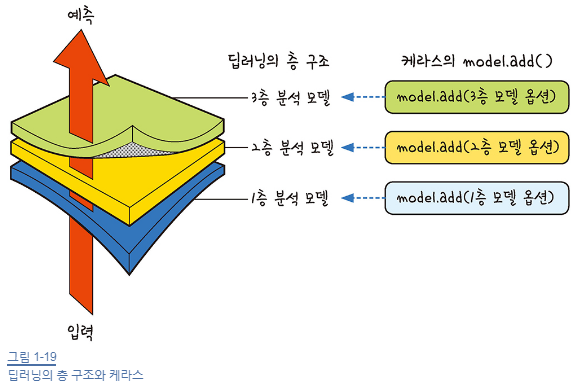 예측
딥러닝의 층 구조
케라스의 model.add()
3층 분석 모델
model.add(3층 모델 옵션)
2층 분석 모델
model.add(2층 모델 옵션)
1층 분석 모델
model.add(1층 모델 옵션)
입력
그림 1-19
딥러닝의 층 구조와 케라스